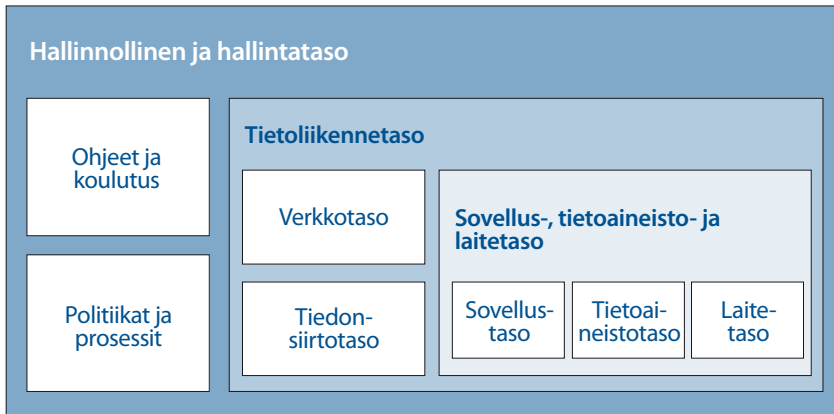 Hallinnollinen ja hallintataso
Ohjeet ja
koulutus
Politiikat ja
prosessit
Tietoliikennetaso
Verkkotaso
Tiedon-
siirtotaso
Sovellus-, tietoaineisto- ja
laitetaso
Sovellus-
taso
Tietoai-
neistotaso
Laite-
taso